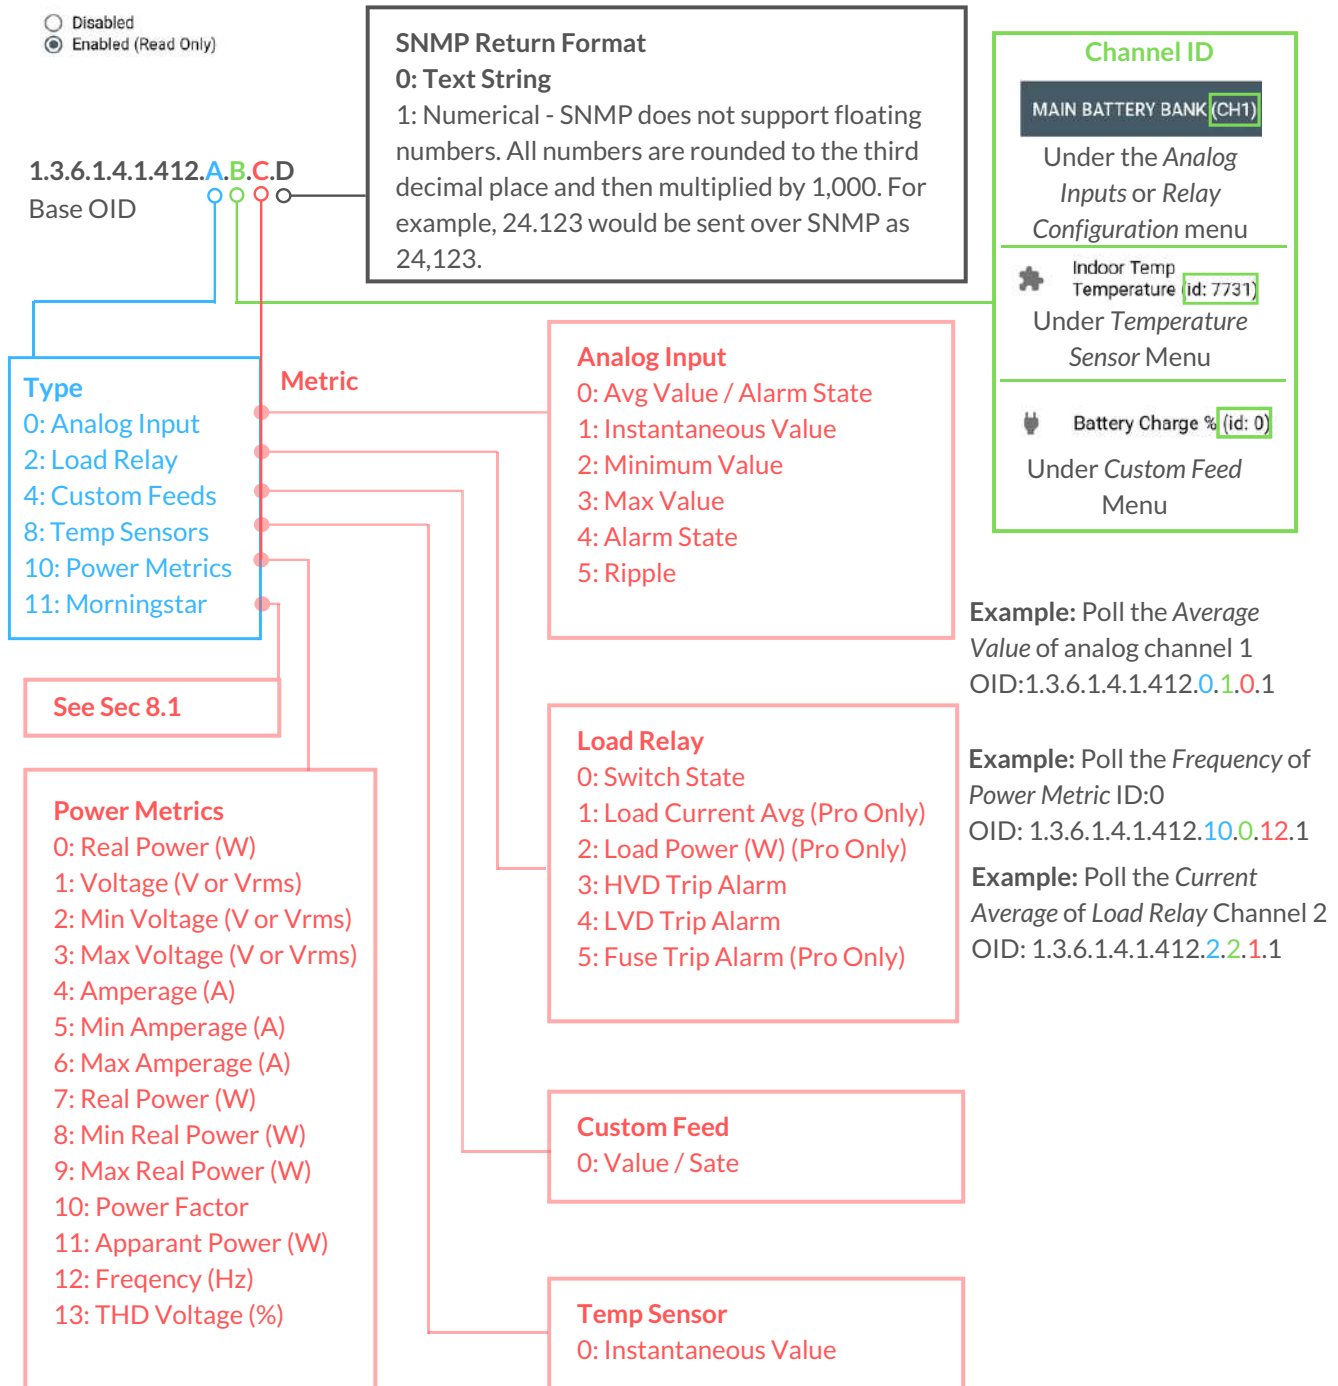 Disabled
Enabled (Read Only)
1.3.6.1.4.1.412.A.B.C.D
Base OID
SNMP Return Format
0: Text String
1: Numerical - SNMP does not support floating
numbers. All numbers are rounded to the third
decimal place and then multiplied by 1,000. For
example, 24.123 would be sent over SNMP as
24,123.
Channel ID
MAIN BATTERY BANK (CH1)
Under the Analog
Inputs or Relay
Configuration menu
Indoor Temp
Temperature (id: 7731)
Under Temperature
Sensor Menu
Battery Charge % (id: 0)
Under Custom Feed
Menu
Type
0: Analog Input
2: Load Relay
4: Custom Feeds
8: Temp Sensors
10: Power Metrics
11: Morningstar
Metric
Analog Input
0: Avg Value / Alarm State
1: Instantaneous Value
2: Minimum Value
3: Max Value
4: Alarm State
5: Ripple
See Sec 8.1
Load Relay
0: Switch State
1: Load Current Avg (Pro Only)
2: Load Power (W) (Pro Only)
3: HVD Trip Alarm
4: LVD Trip Alarm
5: Fuse Trip Alarm (Pro Only)
Example: Poll the Average
Value of analog channel 1
OID:1.3.6.1.4.1.412.0.1.0.1
Example: Poll the Frequency of
Power Metric ID:0
OID: 1.3.6.1.4.1.412.10.0.12.1
Example: Poll the Current
Average of Load Relay Channel 2
OID: 1.3.6.1.4.1.412.2.2.1.1
Power Metrics
0: Real Power (W)
1: Voltage (V or Vrms)
2: Min Voltage (V or Vrms)
3: Max Voltage (V or Vrms)
4: Amperage (A)
5: Min Amperage (A)
6: Max Amperage (A)
7: Real Power (W)
8: Min Real Power (W)
9: Max Real Power (W)
10: Power Factor
11: Apparant Power (W)
12: Freqency (Hz)
13: THD Voltage (%)
Custom Feed
0: Value / Sate
Temp Sensor
0: Instantaneous Value